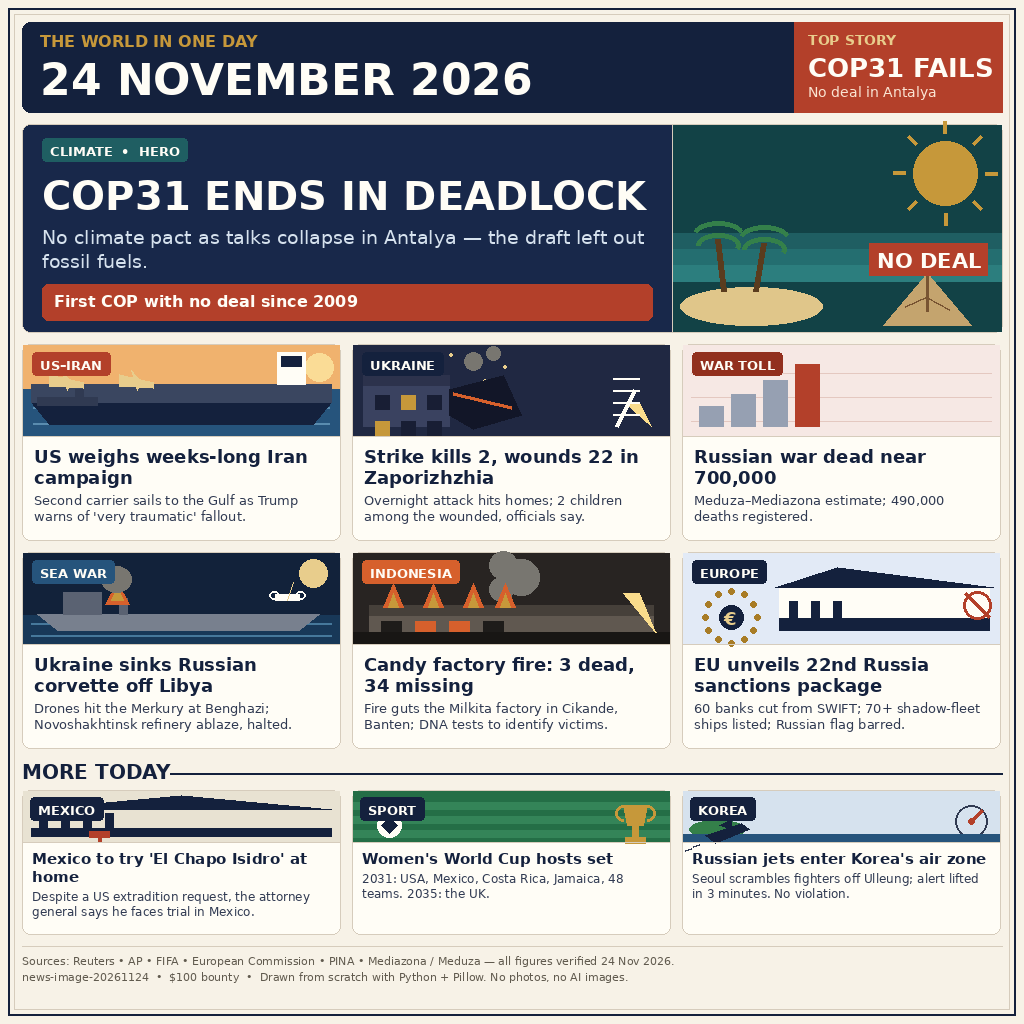 THE WORLD IN ONE DAY
24 NOVEMBER 2026
TOP STORY
COP31 FAILS
No deal in Antalya
CLIMATE • HERO
COP31 ENDS IN DEADLOCK
No climate pact as talks collapse in Antalya — the draft left out
fossil fuels.
First COP with no deal since 2009
NO DEAL
US–IRAN
US weighs weeks-long Iran
campaign
Second carrier sails to the Gulf as Trump
warns of 'very traumatic' fallout.
UKRAINE
Strike kills 2, wounds 22 in
Zaporizhzhia
Overnight attack hits homes; 2 children
among the wounded, officials say.
WAR TOLL
Russian war dead near
700,000
Meduza–Mediazona estimate; 490,000
deaths registered.
SEA WAR
Ukraine sinks Russian
corvette off Libya
Drones hit the Merkury at Benghazi;
Novoshakhtinsk refinery ablaze, halted.
INDONESIA
Candy factory fire: 3 dead,
34 missing
Fire guts the Milkita factory in Cikande,
Banten; DNA tests to identify victims.
EUROPE
€
EU unveils 22nd Russia
sanctions package
60 banks cut from SWIFT; 70+ shadow-fleet
ships listed; Russian flag barred.
MORE TODAY
MEXICO
Mexico to try 'El Chapo Isidro' at
home
Despite a US extradition request, the attorney
general says he faces trial in Mexico.
SPORT
Women's World Cup hosts set
2031: USA, Mexico, Costa Rica, Jamaica, 48
teams. 2035: the UK.
KOREA
Russian jets enter Korea's air zone
Seoul scrambles fighters off Ulleung; alert lifted
in 3 minutes. No violation.
Sources: Reuters • AP • FIFA • European Commission • PINA • Mediazona / Meduza — all figures verified 24 Nov 2026.
news-image-20261124 • $100 bounty • Drawn from scratch with Python + Pillow. No photos, no AI images.